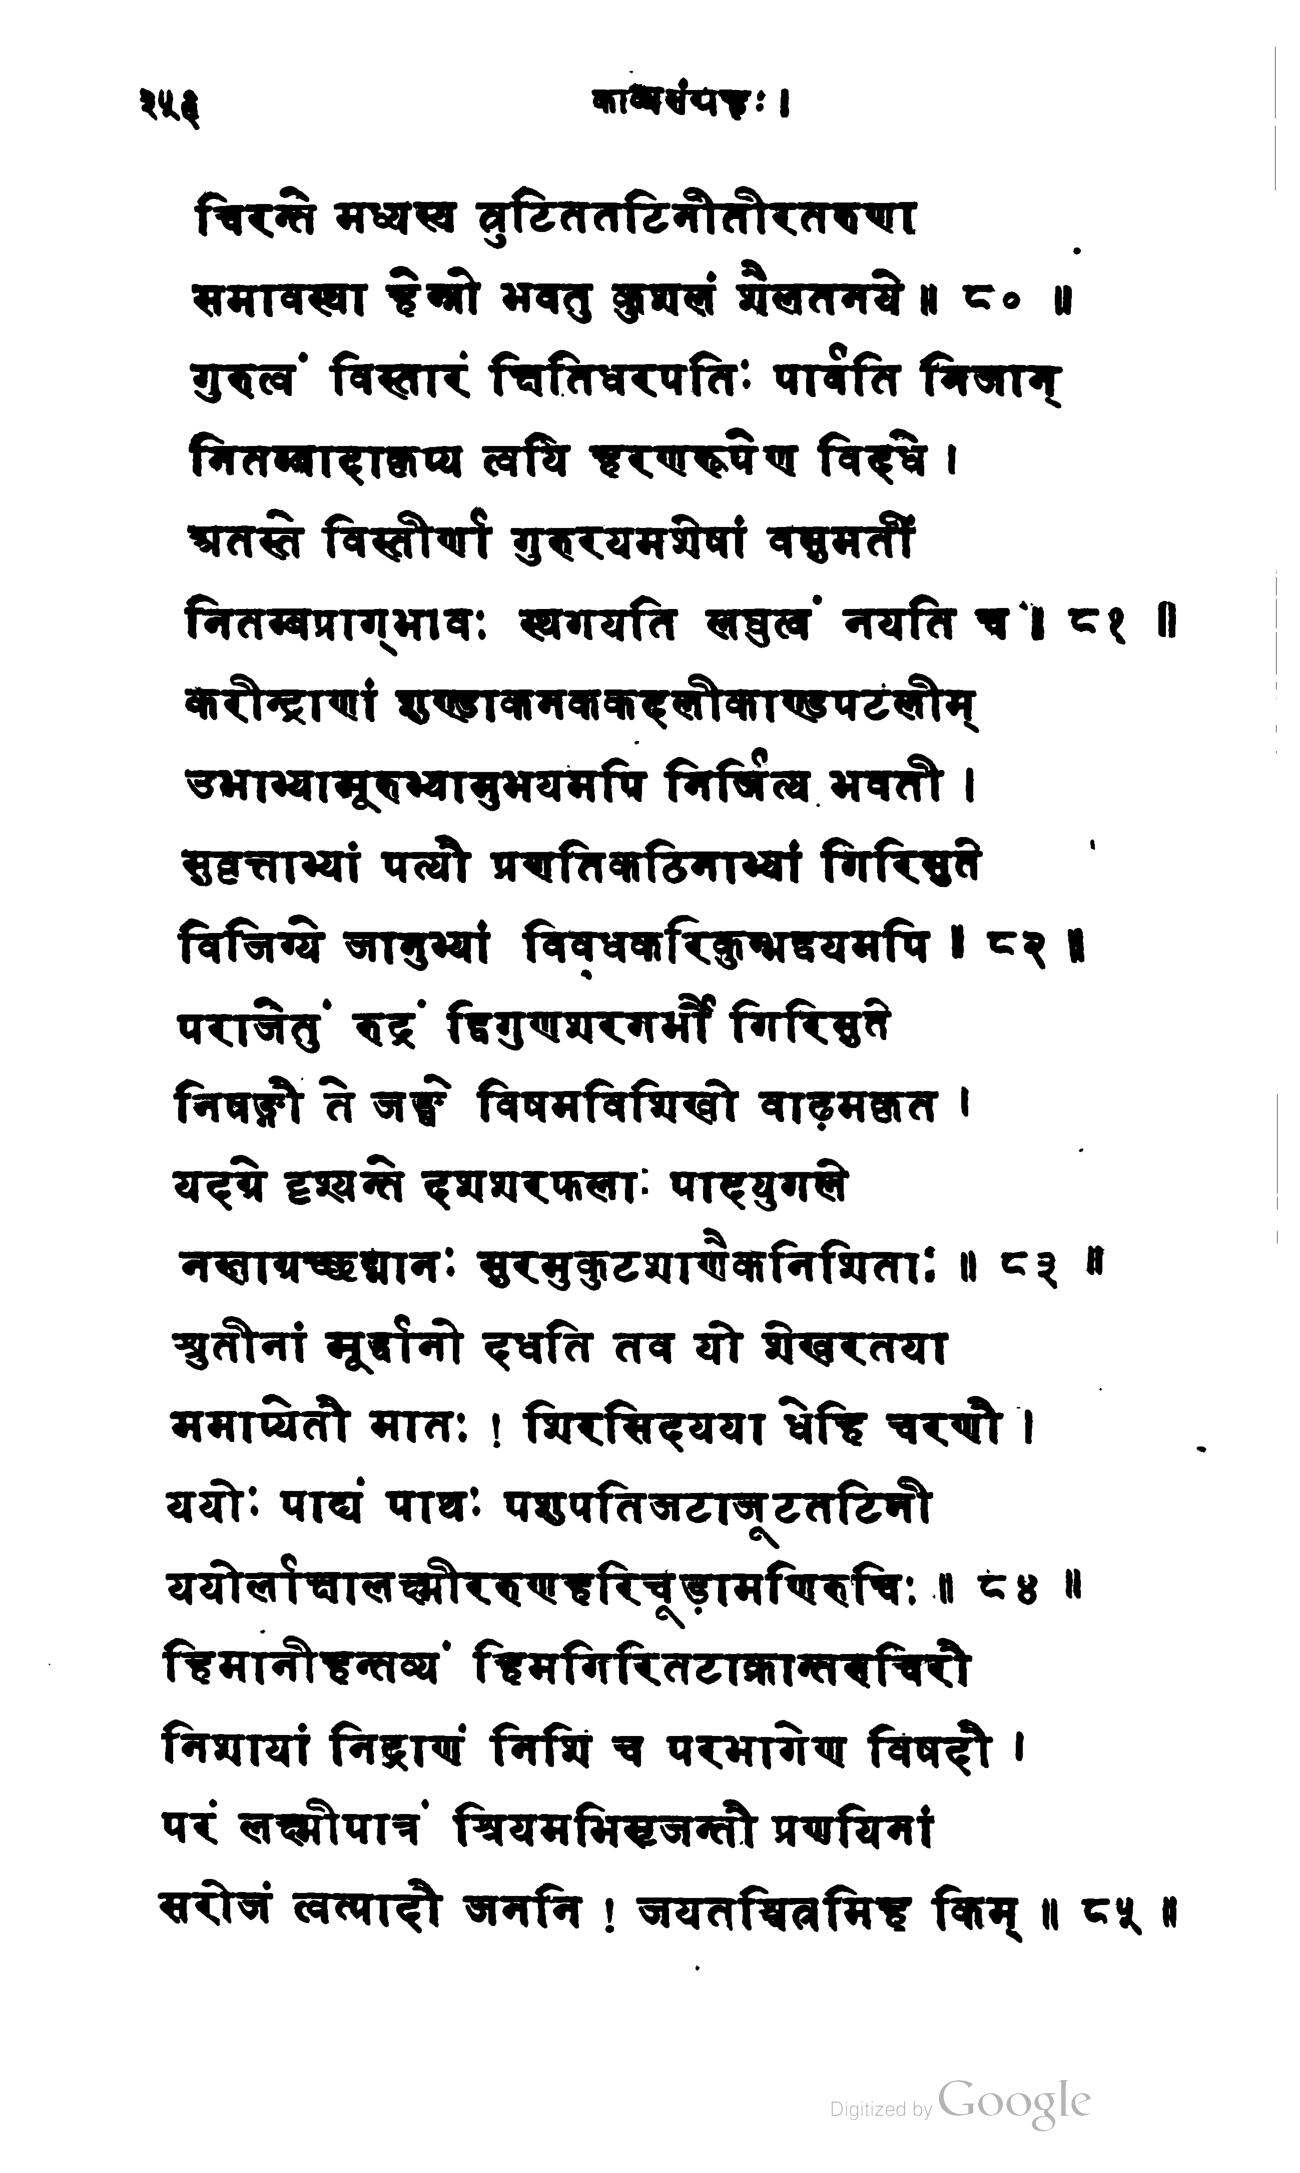 २५६ काव्यसंग्रहः ।
चिरन्ते मध्यस्य त्रुटिततटिनीतीरतरुणा
समावस्था हेम्नो भवतु कुशलं शैलतनये ॥ ८० ॥
गुरुत्वं विस्तारं क्षितिधरपतिः पार्वति निजान्
नितम्बादाकृप्य त्वयि हरणरूपेण विदधे ।
अतस्ते विस्तीर्णो गुरुरयमशेषां वसुमतीं
नितम्बप्राग्भावः स्थगयति लघुत्वं नयति च ॥ ८१ ॥
करीन्द्राणां शुण्डाकनककदलीकाण्डपटलीम्
उभाभ्यामूरुभ्यामुभयमपि निर्जित्य भवती ।
सुवृत्ताभ्यां पत्यौ प्रणतिकठिनाभ्यां गिरिसुते
विजिग्ये जानुभ्यां विबुधकरिकुम्भद्वयमपि ॥ ८२ ॥
पराजेतुं रुद्रं द्विगुणशरगर्भौ गिरिसुते
निषङ्गौ ते जङ्घे विषमविशिखो वाढ़मकृत ।
यदग्रे दृश्यन्ते दशशरफलाः पादयुगले
नखाग्रच्छद्मानः सुरमुकुटशाणैकनिशिताः ॥ ८३ ॥
श्रुतीनां मूर्द्धानो दधति तव यौ शेखरतया
ममाप्येतौ मातः ! शिरसिदयया धेहि चरणौ ।
ययोः पाद्यं पाथः पशुपतिजटाजूटतटिनी
ययोर्लाक्षालक्ष्मीररुणहरिचूड़ामणिरुचिः ॥ ८४ ॥
हिमानीहन्तव्यं हिमगिरितटाक्रान्तरुचिरौ
निशायां निद्राणं निशि च परभागेण विषदौ ।
परं लक्ष्मीपात्रं श्रियमभिसृजन्तौ प्रणयिनां
सरोजं त्वत्पादौ जननि ! जयतश्चित्रमिह किम् ॥ ८५ ॥
Digitized by Google